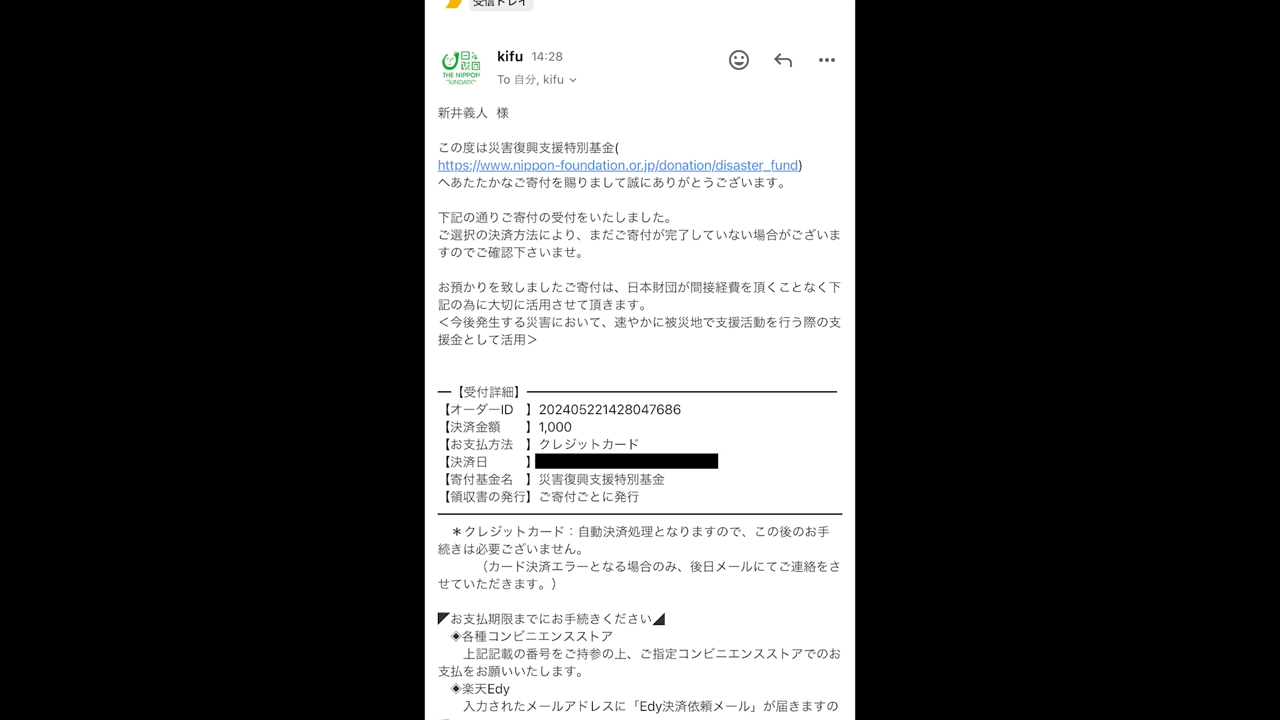 受信トレイ
kifu 14:28
THE NIPPON
FOUNDATION
To 自分, kifu
新井義人 様
この度は災害復興支援特別基金(
https://www.nippon-foundation.or.jp/donation/disaster_fund)
へあたたかなご寄付を賜りまして誠にありがとうございます。
下記の通りご寄付の受付をいたしました。
ご選択の決済方法により、まだご寄付が完了していない場合がございま
すのでご確認下さいませ。
お預かりを致しましたご寄付は、日本財団が間接経費を頂くことなく下
記の為に大切に活用させて頂きます。
＜今後発生する災害において、速やかに被災地で支援活動を行う際の支
援金として活用＞
━【受付詳細】━━━━━━━━━━━━━━━━━━━━━━━━━
【オーダーID 】202405221428047686
【決済金額 】1,000
【お支払方法 】クレジットカード
【決済日 】
【寄付基金名 】災害復興支援特別基金
【領収書の発行】ご寄付ごとに発行
＊クレジットカード：自動決済処理となりますので、この後のお手
続きは必要ございません。
（カード決済エラーとなる場合のみ、後日メールにてご連絡をさ
せていただきます。）
◤お支払期限までにお手続きください◢
◈各種コンビニエンスストア
上記記載の番号をご持参の上、ご指定コンビニエンスストアでのお
支払をお願いいたします。
◈楽天Edy
入力されたメールアドレスに「Edy決済依頼メール」が届きますの